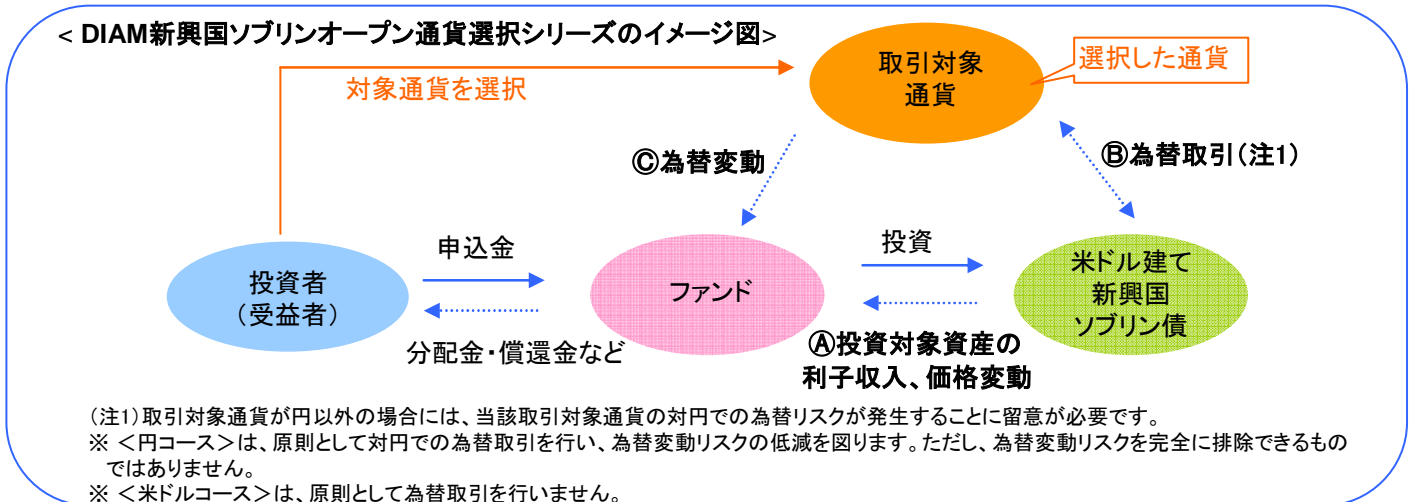 < DIAM新興国ソブリンオープン通貨選択シリーズのイメージ図>
対象通貨を選択
取引対象
通貨
選択した通貨
Ⓒ為替変動
Ⓑ為替取引(注1)
申込金
投資
投資者
(受益者)
ファンド
米ドル建て
新興国
ソブリン債
分配金・償還金など
Ⓐ投資対象資産の
利子収入、価格変動
(注1)取引対象通貨が円以外の場合には、当該取引対象通貨の対円での為替リスクが発生することに留意が必要です。
※ <円コース>は、原則として対円での為替取引を行い、為替変動リスクの低減を図ります。ただし、為替変動リスクを完全に排除できるもの
ではありません。
※ <米ドルコース>は、原則として為替取引を行いません。